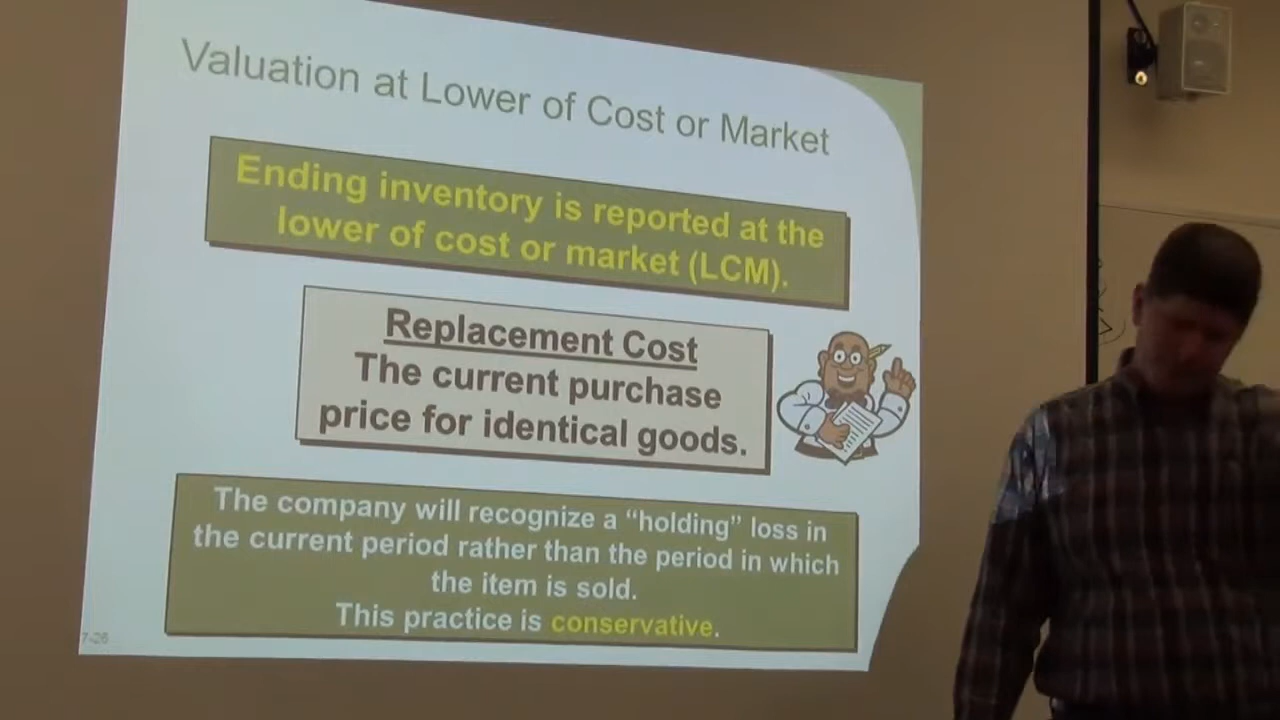 Valuation at Lower of Cost or Market
Ending inventory is reported at the
lower of cost or market (LCM).
Replacement Cost
The current purchase
price for identical goods.
The company will recognize a “holding” loss in
the current period rather than the period in which
the item is sold.
This practice is conservative.
7-26